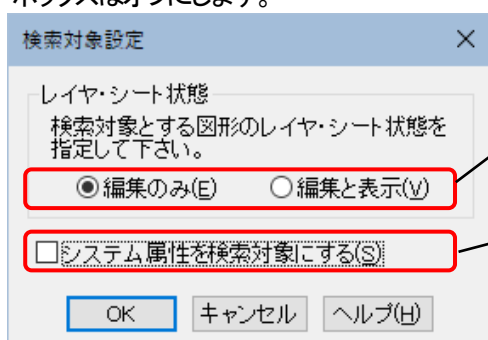 ボックスはオフにします。
検索対象設定
レイヤ・シート状態
検索対象とする図形のレイヤ・シート状態を
指定して下さい。
編集のみ(E) 編集と表示(V)
システム属性を検索対象にする(S)
OK キャンセル ヘルプ(H)